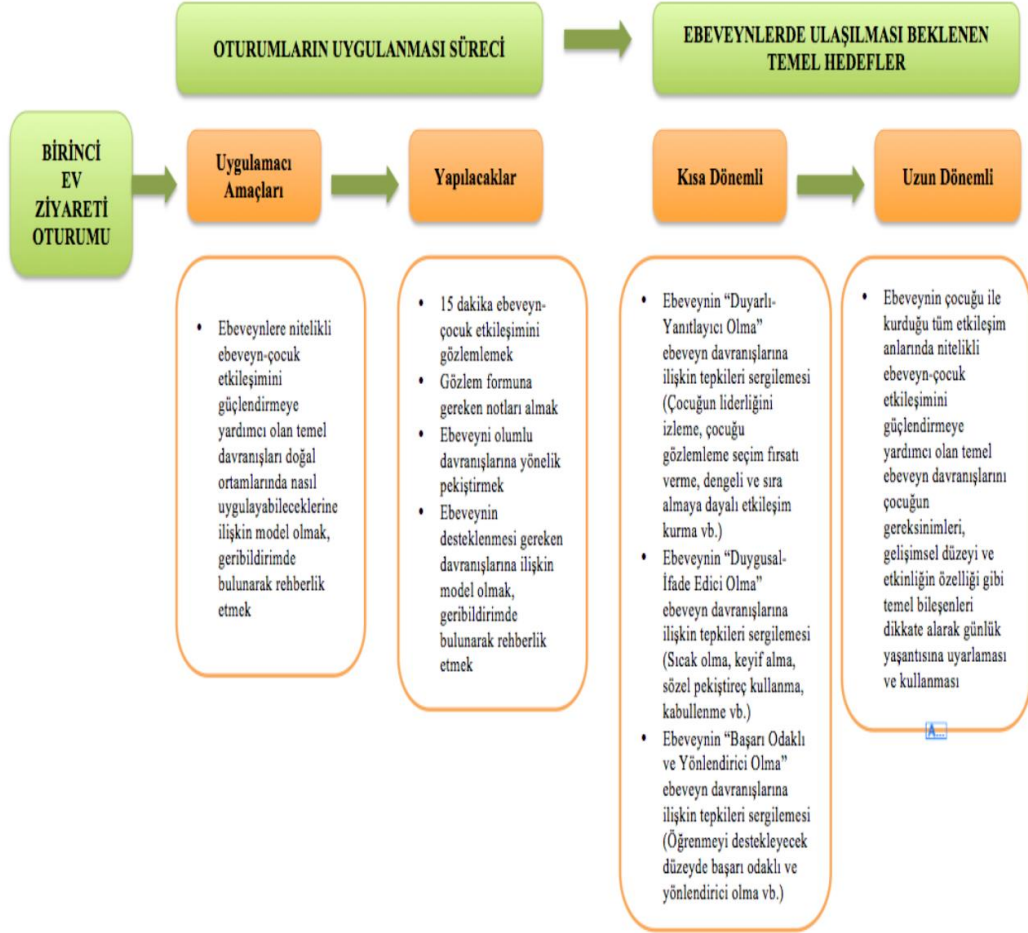 OTURUMLARIN UYGULANMASI SÜRECİ
EBEVEYNLERDE ULAŞILMASI BEKLENEN
TEMEL HEDEFLER
BİRİNCİ
EV
ZİYARETİ
OTURUMU
Uygulamacı
Amaçları
Yapılacaklar
Kısa Dönemli
Uzun Dönemli
• Ebeveynlere nitelikli
ebeveyn-çocuk
etkileşimini
güçlendirmeye
yardımcı olan temel
davranışları doğal
ortamlarında nasıl
uygulayabileceklerine
ilişkin model olmak,
geribildirimde
bulunarak rehberlik
etmek
• 15 dakika ebeveyn-
çocuk etkileşimini
gözlemlemek
• Gözlem formuna
gereken notları almak
• Ebeveyni olumlu
davranışlarına yönelik
pekiştirmek
• Ebeveynin
desteklenmesi gereken
davranışlarına ilişkin
model olmak,
geribildirimde
bulunarak rehberlik
etmek
• Ebeveynin “Duyarlı-
Yanıtlayıcı Olma”
ebeveyn davranışlarına
ilişkin tepkileri sergilemesi
(Çocuğun liderliğini
izleme, çocuğu
gözlemleme seçim fırsatı
verme, dengeli ve sıra
almaya dayalı etkileşim
kurma vb.)
• Ebeveynin “Duygusal-
İfade Edici Olma”
ebeveyn davranışlarına
ilişkin tepkileri sergilemesi
(Sıcak olma, keyif alma,
sözel pekiştireç kullanma,
kabullenme vb.)
• Ebeveynin “Başarı Odaklı
ve Yönlendirici Olma”
ebeveyn davranışlarına
ilişkin tepkileri sergilemesi
(Öğrenmeyi destekleyecek
düzeyde başarı odaklı ve
yönlendirici olma vb.)
• Ebeveynin çocuğu ile
kurduğu tüm etkileşim
anlarında nitelikli
ebeveyn-çocuk
etkileşimini
güçlendirmeye
yardımcı olan temel
ebeveyn davranışlarını
çocuğun
gereksinimleri,
gelişimsel düzeyi ve
etkinliğin özelliği gibi
temel bileşenleri
dikkate alarak günlük
yaşantısına uyarlaması
ve kullanması
A...